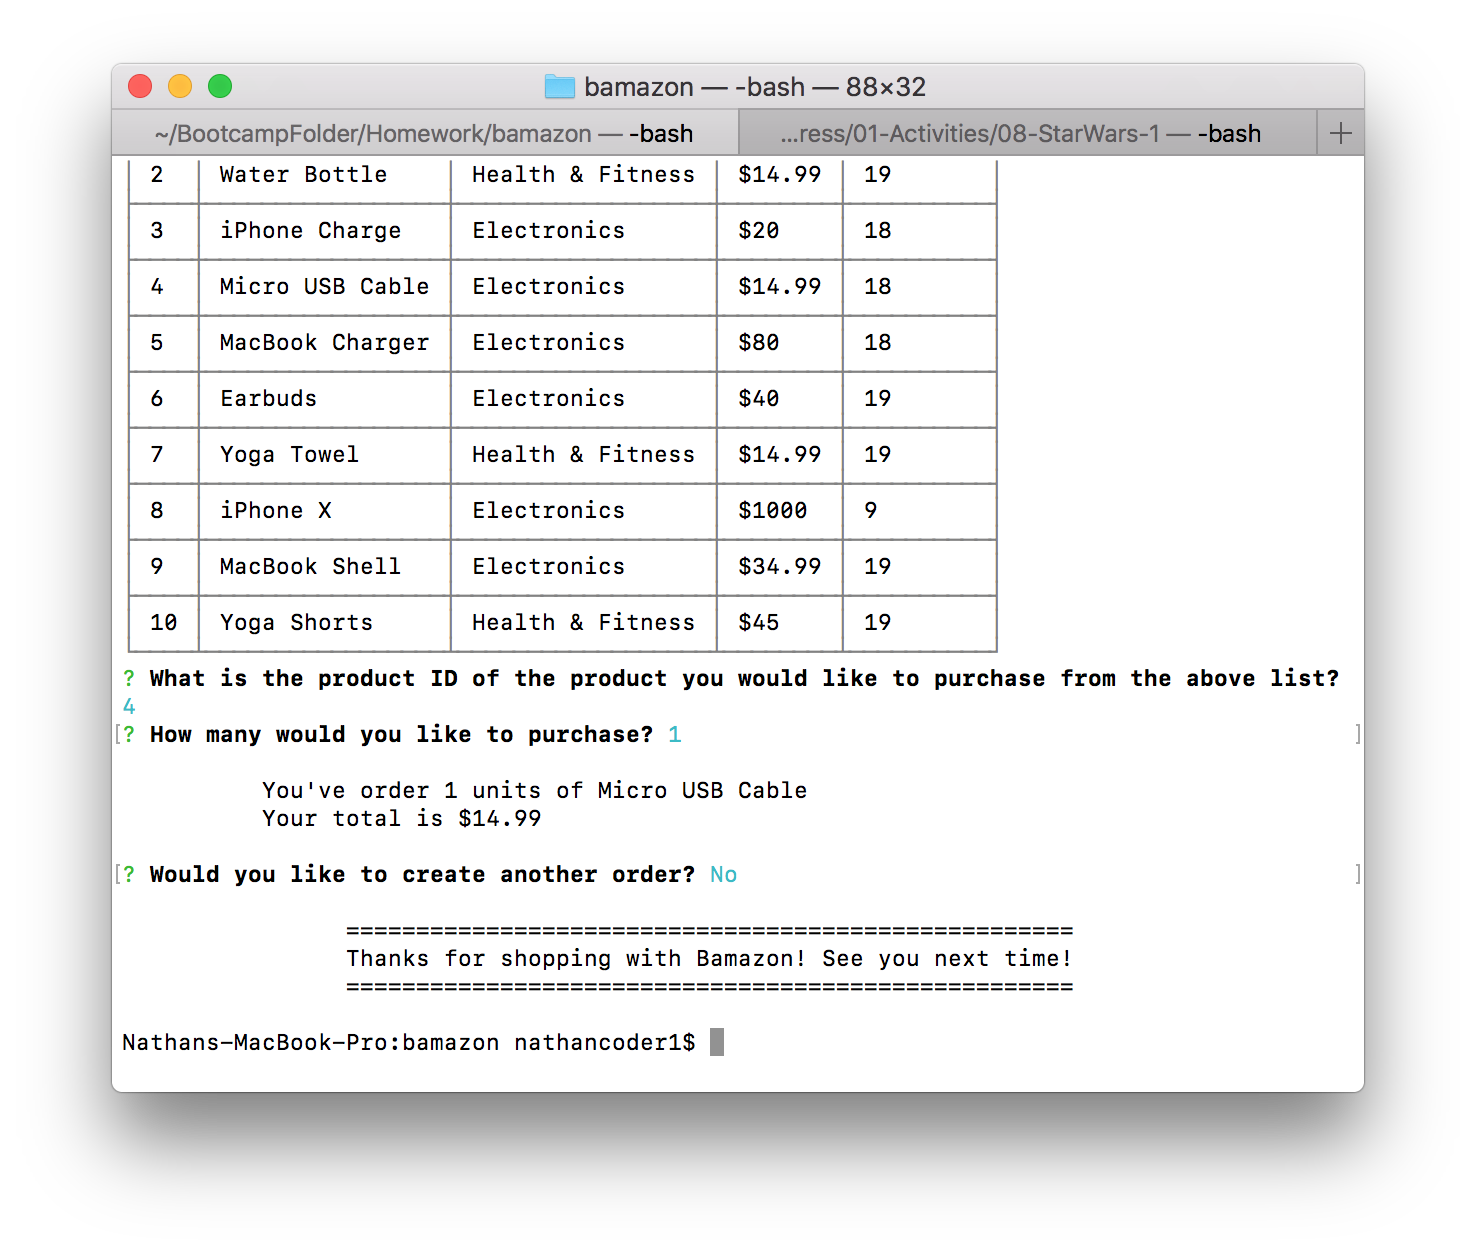 bamazon — -bash — 88×32
~/BootcampFolder/Homework/bamazon — -bash
...ress/01-Activities/08-StarWars-1 — -bash
2 Water Bottle Health & Fitness $14.99 19
3 iPhone Charge Electronics $20 18
4 Micro USB Cable Electronics $14.99 18
5 MacBook Charger Electronics $80 18
6 Earbuds Electronics $40 19
7 Yoga Towel Health & Fitness $14.99 19
8 iPhone X Electronics $1000 9
9 MacBook Shell Electronics $34.99 19
10 Yoga Shorts Health & Fitness $45 19
? What is the product ID of the product you would like to purchase from the above list?
4
[? How many would you like to purchase? 1 ]
You've order 1 units of Micro USB Cable
Your total is $14.99
[? Would you like to create another order? No ]
====================================================
Thanks for shopping with Bamazon! See you next time!
====================================================
Nathans-MacBook-Pro:bamazon nathancoder1$